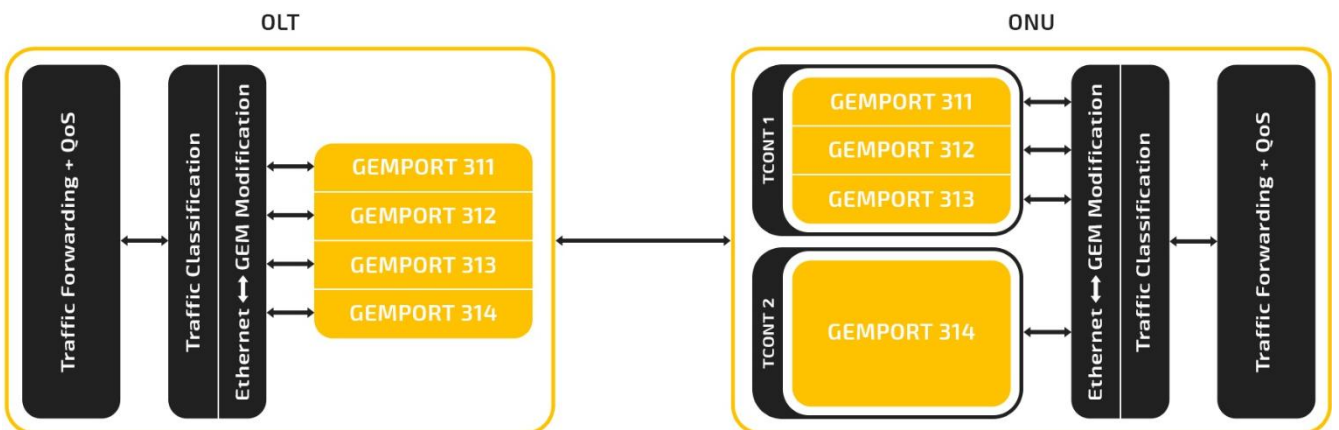 OLT
ONU
Traffic Forwarding + QoS
Traffic Classification
Ethernet ⟷ GEM Modification
GEMPORT 311
GEMPORT 312
GEMPORT 313
GEMPORT 314
TCONT 1
GEMPORT 311
GEMPORT 312
GEMPORT 313
TCONT 2
GEMPORT 314
Ethernet ⟷ GEM Modification
Traffic Classification
Traffic Forwarding + QoS